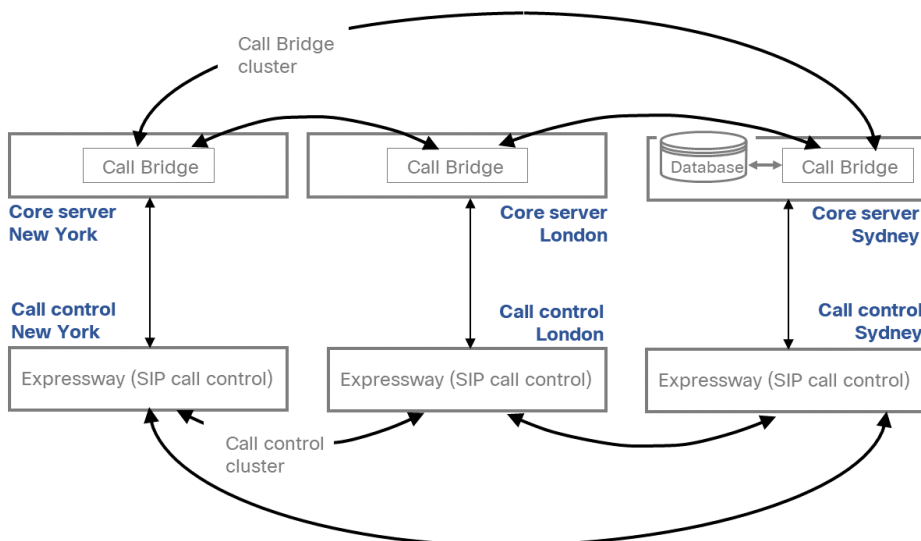 Call Bridge
cluster
Call Bridge
Call Bridge
Database
Call Bridge
Core server
New York
Core server
London
Core server
Sydney
Call control
New York
Call control
London
Call control
Sydney
Expressway (SIP call control)
Expressway (SIP call control)
Expressway (SIP call control)
Call control
cluster